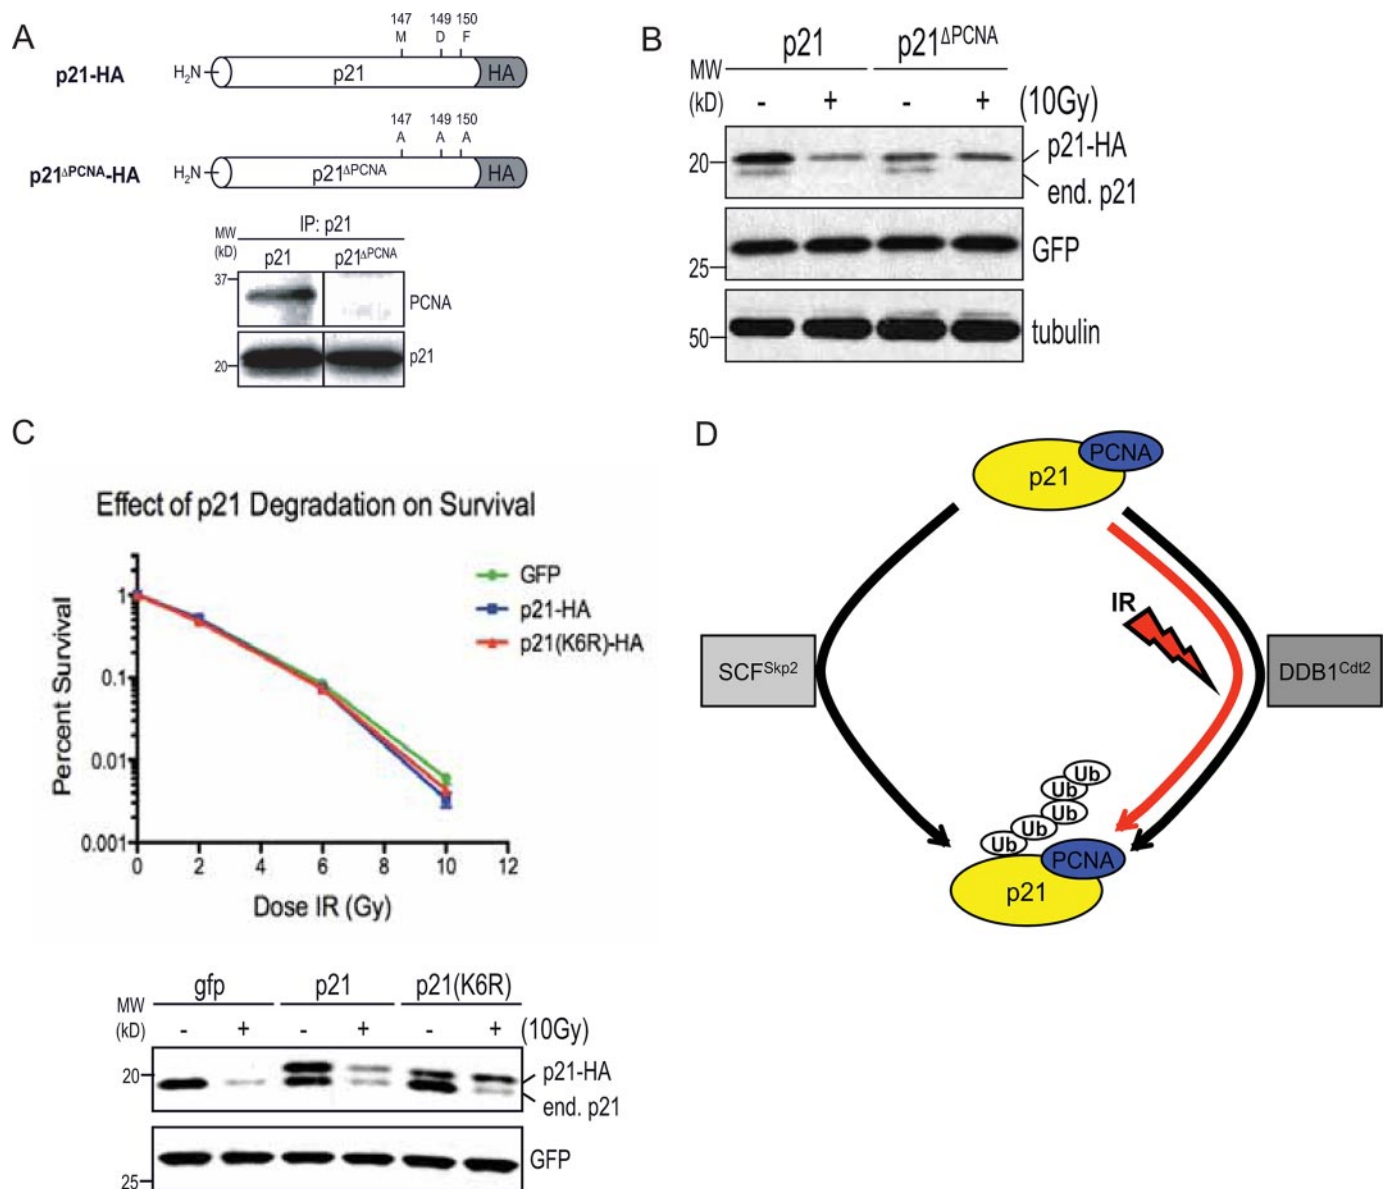 A
147 149 150
M D F
p21-HA
H2N
p21
HA
147 149 150
A A A
p21ΔPCNA-HA
H2N
p21ΔPCNA
HA
IP: p21
MW
(kD)
p21
p21ΔPCNA
37
PCNA
20
p21
B
p21
p21ΔPCNA
MW
(kD)
- + - + (10Gy)
20
p21-HA
end. p21
GFP
25
50
tubulin
C
Effect of p21 Degradation on Survival
Percent Survival
1
0.1
0.01
0.001
0 2 4 6 8 10 12
Dose IR (Gy)
GFP
p21-HA
p21(K6R)-HA
gfp
p21
p21(K6R)
MW
(kD)
- + - + - + (10Gy)
20
p21-HA
end. p21
GFP
25
D
PCNA
p21
IR
SCFSkp2
DDB1Cdt2
Ub
Ub
Ub
Ub
Ub
PCNA
p21